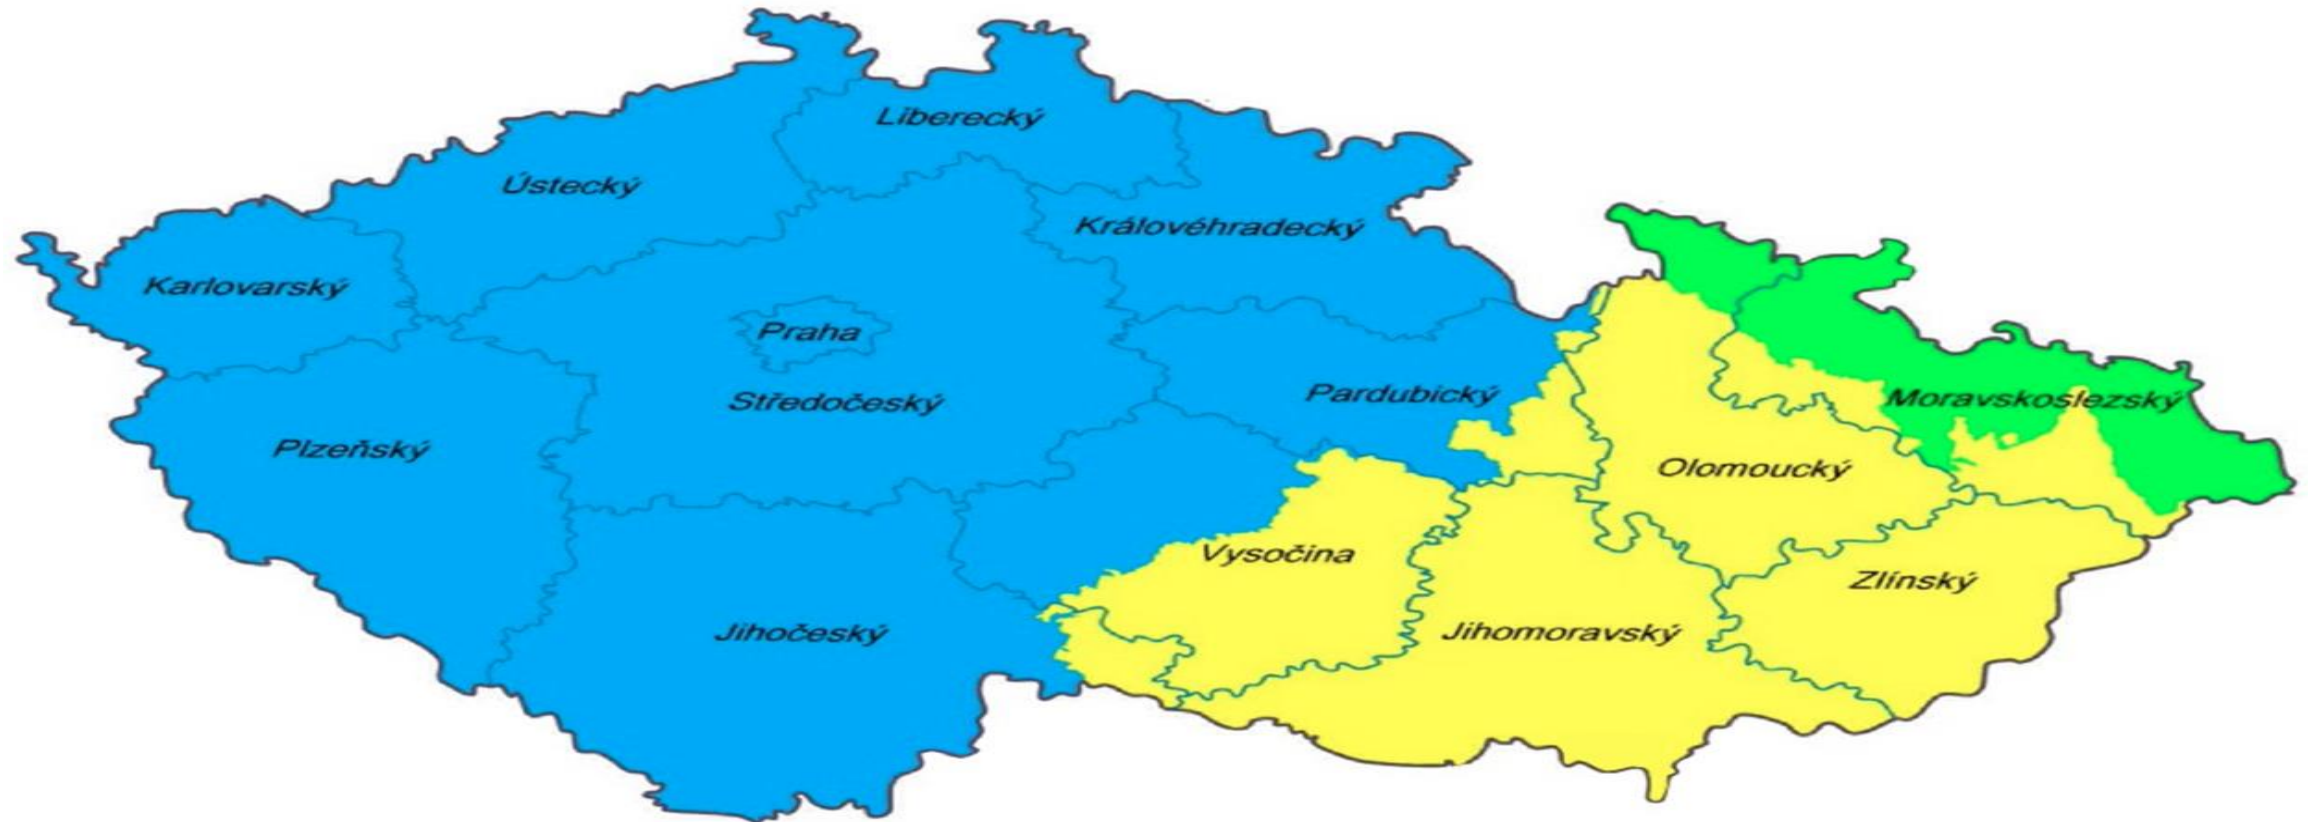 Liberecký
Ústecký
Královéhradecký
Karlovarský
Praha
Pardubický
Moravskoslezský
Středočeský
Plzeňský
Olomoucký
Vysočina
Zlínský
Jihočeský
Jihomoravský